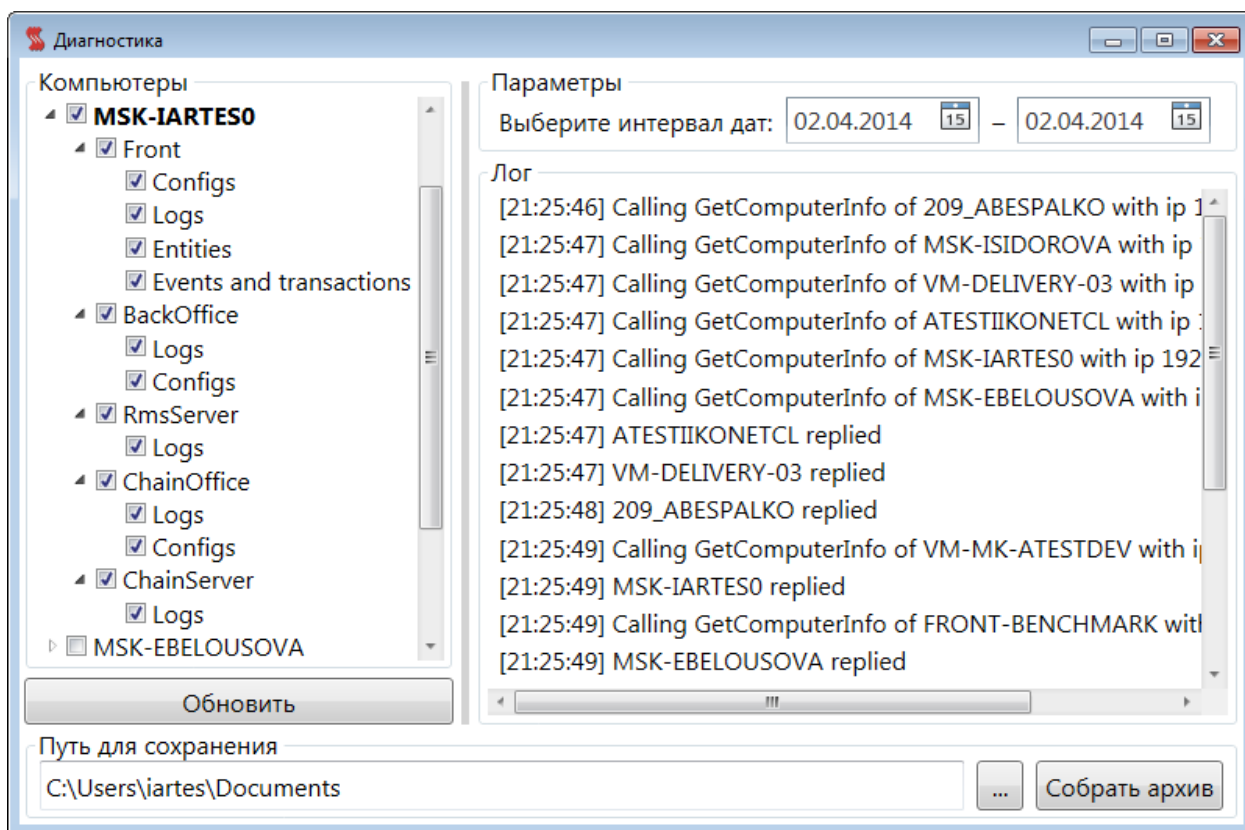 Диагностика
Компьютеры
MSK-IARTES0
Front
Configs
Logs
Entities
Events and transactions
BackOffice
Logs
Configs
RmsServer
Logs
ChainOffice
Logs
Configs
ChainServer
Logs
MSK-EBELOUSOVA
Обновить
Параметры
Выберите интервал дат: 02.04.2014 15 – 02.04.2014 15
Лог
[21:25:46] Calling GetComputerInfo of 209_ABESPALKO with ip 1
[21:25:47] Calling GetComputerInfo of MSK-ISIDOROVA with ip
[21:25:47] Calling GetComputerInfo of VM-DELIVERY-03 with ip
[21:25:47] Calling GetComputerInfo of ATESTIIKONETCL with ip
[21:25:47] Calling GetComputerInfo of MSK-IARTES0 with ip 192
[21:25:47] Calling GetComputerInfo of MSK-EBELOUSOVA with i
[21:25:47] ATESTIIKONETCL replied
[21:25:47] VM-DELIVERY-03 replied
[21:25:48] 209_ABESPALKO replied
[21:25:49] Calling GetComputerInfo of VM-MK-ATESTDEV with ip
[21:25:49] MSK-IARTES0 replied
[21:25:49] Calling GetComputerInfo of FRONT-BENCHMARK with
[21:25:49] MSK-EBELOUSOVA replied
Путь для сохранения
C:\Users\iartes\Documents
...
Собрать архив